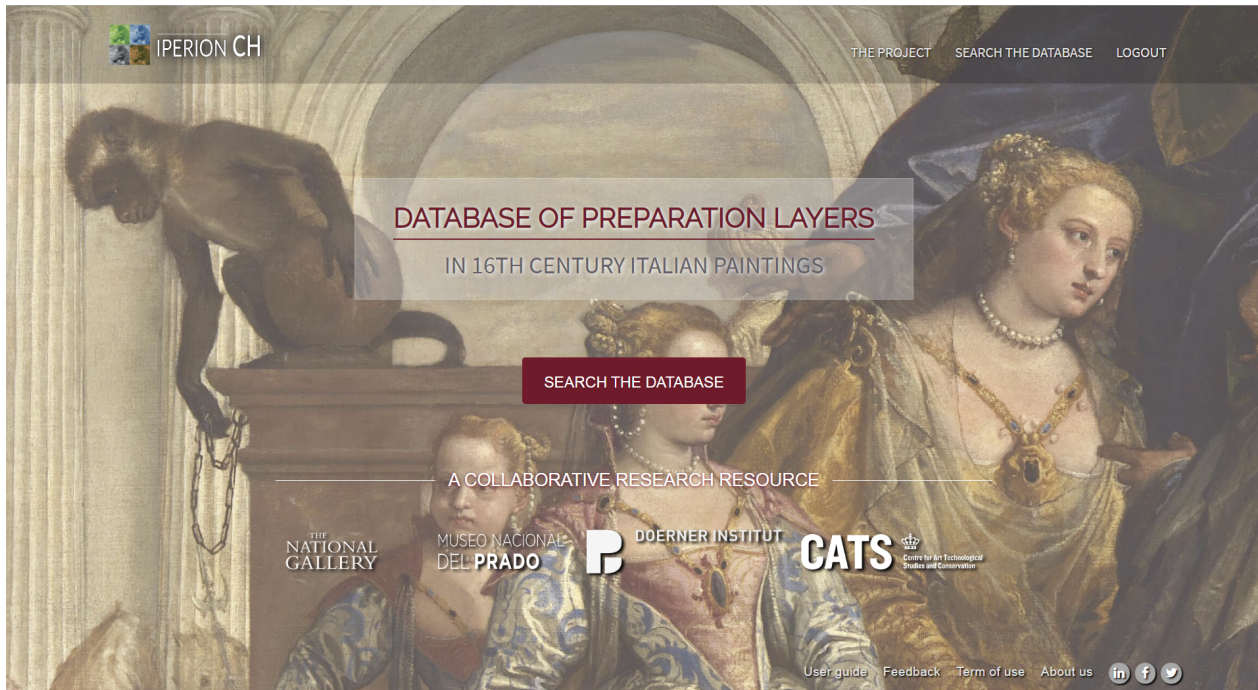 IPERION CH
THE PROJECT SEARCH THE DATABASE LOGOUT
DATABASE OF PREPARATION LAYERS
IN 16TH CENTURY ITALIAN PAINTINGS
SEARCH THE DATABASE
A COLLABORATIVE RESEARCH RESOURCE
THE
NATIONAL
GALLERY
MUSEO NACIONAL
DEL PRADO
DOERNER INSTITUT
CATS
Centre for Art Technological
Studies and Conservation
User guide Feedback Term of use About us in f